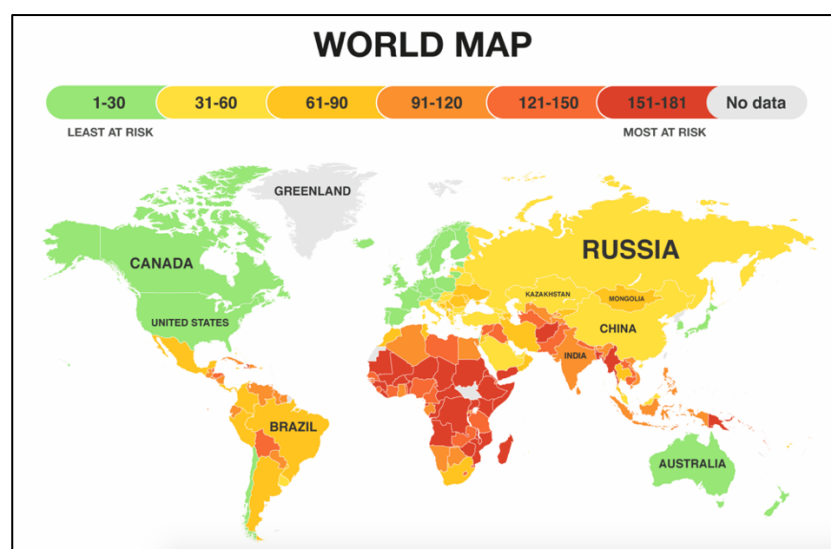 WORLD MAP
1-30 31-60 61-90 91-120 121-150 151-181 No data
LEAST AT RISK MOST AT RISK
GREENLAND
CANADA
RUSSIA
KAZAKHSTAN
MONGOLIA
UNITED STATES
CHINA
INDIA
BRAZIL
AUSTRALIA